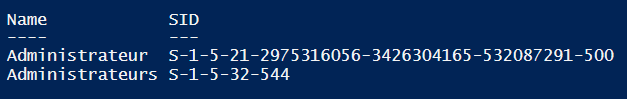 Name SID
---- ---
Administrateur S-1-5-21-2975316056-3426304165-532087291-500
Administrateurs S-1-5-32-544